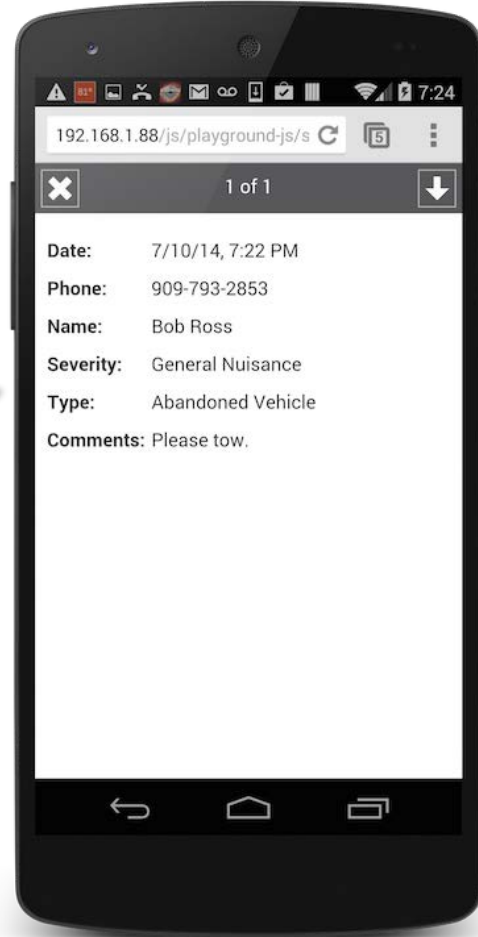 81° 7:24
192.168.1.88/js/playground-js/s 5
1 of 1
Date: 7/10/14, 7:22 PM
Phone: 909-793-2853
Name: Bob Ross
Severity: General Nuisance
Type: Abandoned Vehicle
Comments: Please tow.